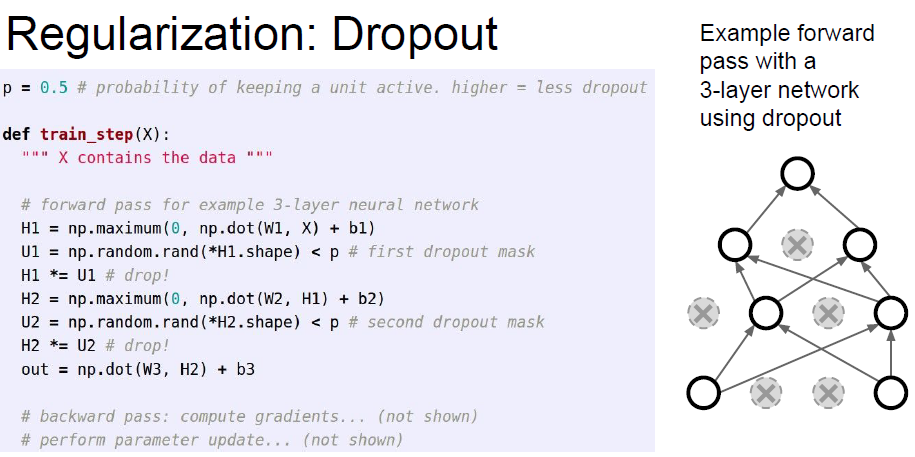 Regularization: Dropout
p = 0.5 # probability of keeping a unit active. higher = less dropout
def train_step(X):
""" X contains the data """
# forward pass for example 3-layer neural network
H1 = np.maximum(0, np.dot(W1, X) + b1)
U1 = np.random.rand(*H1.shape) < p # first dropout mask
H1 *= U1 # drop!
H2 = np.maximum(0, np.dot(W2, H1) + b2)
U2 = np.random.rand(*H2.shape) < p # second dropout mask
H2 *= U2 # drop!
out = np.dot(W3, H2) + b3
# backward pass: compute gradients... (not shown)
# perform parameter update... (not shown)
Example forward
pass with a
3-layer network
using dropout